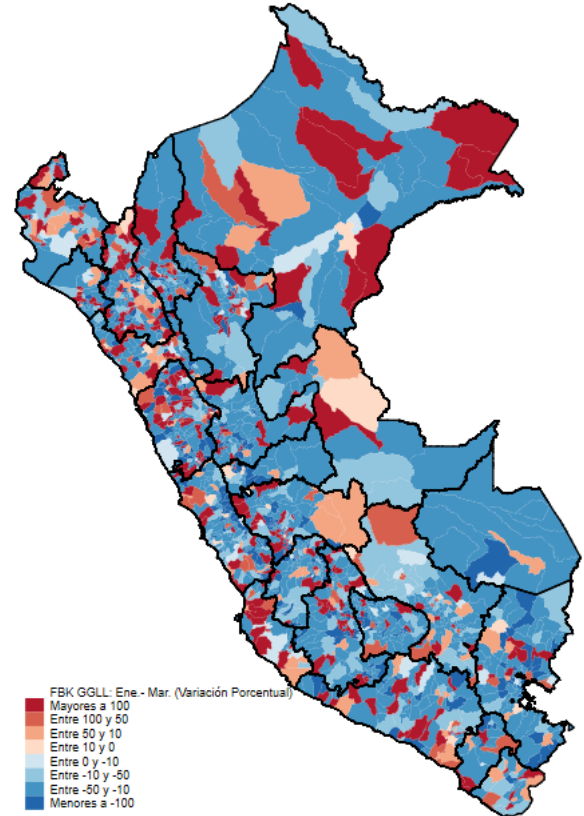 FBK GGLL: Ene.- Mar. (Variación Porcentual)
Mayores a 100
Entre 100 y 50
Entre 50 y 10
Entre 10 y 0
Entre 0 y -10
Entre -10 y -50
Entre -50 y -10
Menores a -100